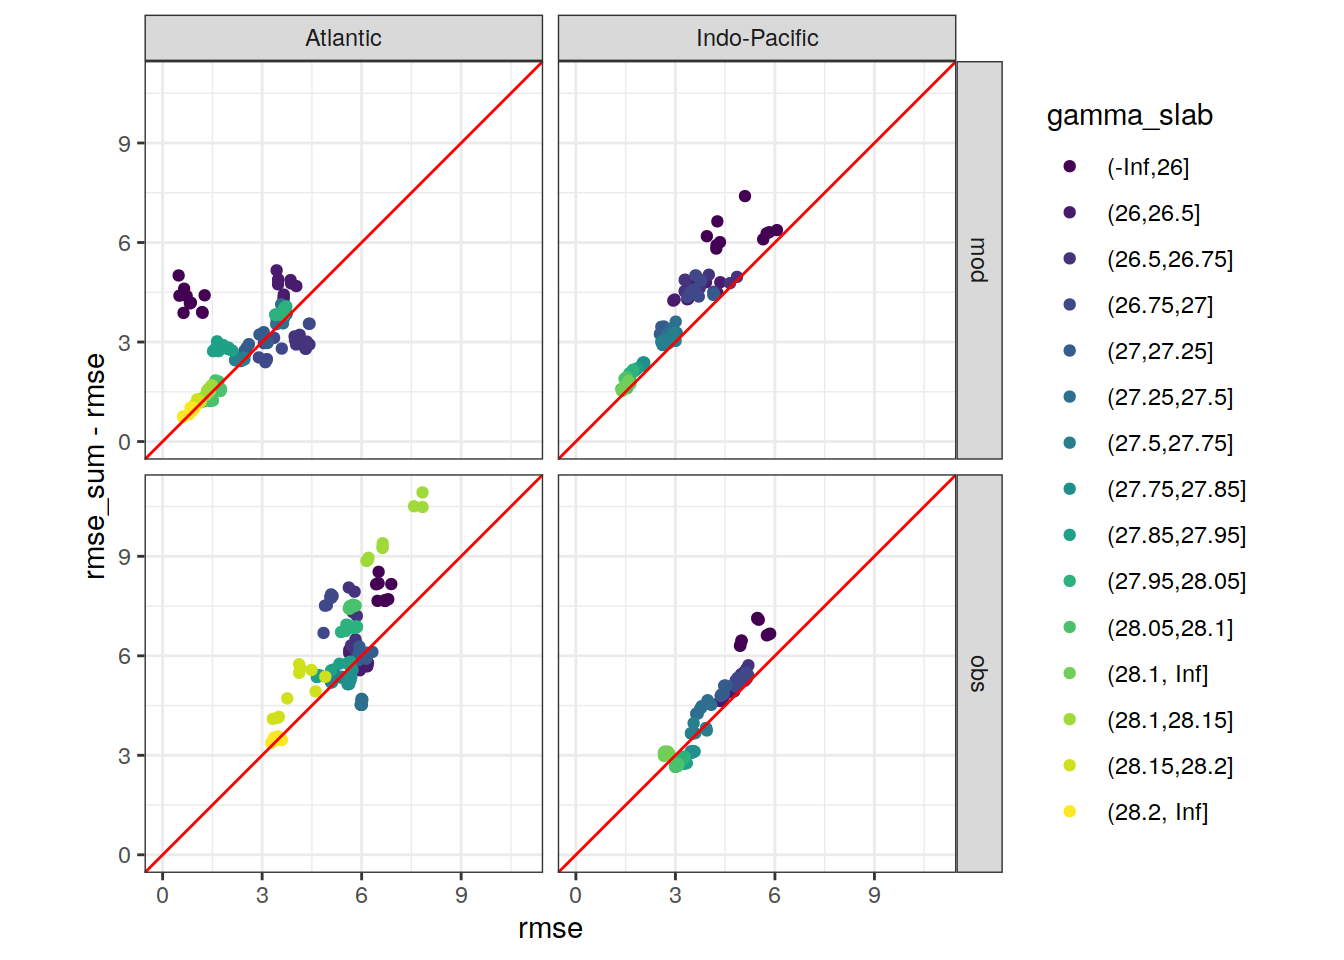 Atlantic
Indo-Pacific
mod
obs
9
6
3
0
9
6
3
0
0
3
6
9
0
3
6
9
rmse
rmse_sum - rmse
gamma_slab
(-Inf,26]
(26,26.5]
(26.5,26.75]
(26.75,27]
(27,27.25]
(27.25,27.5]
(27.5,27.75]
(27.75,27.85]
(27.85,27.95]
(27.95,28.05]
(28.05,28.1]
(28.1, Inf]
(28.1,28.15]
(28.15,28.2]
(28.2, Inf]